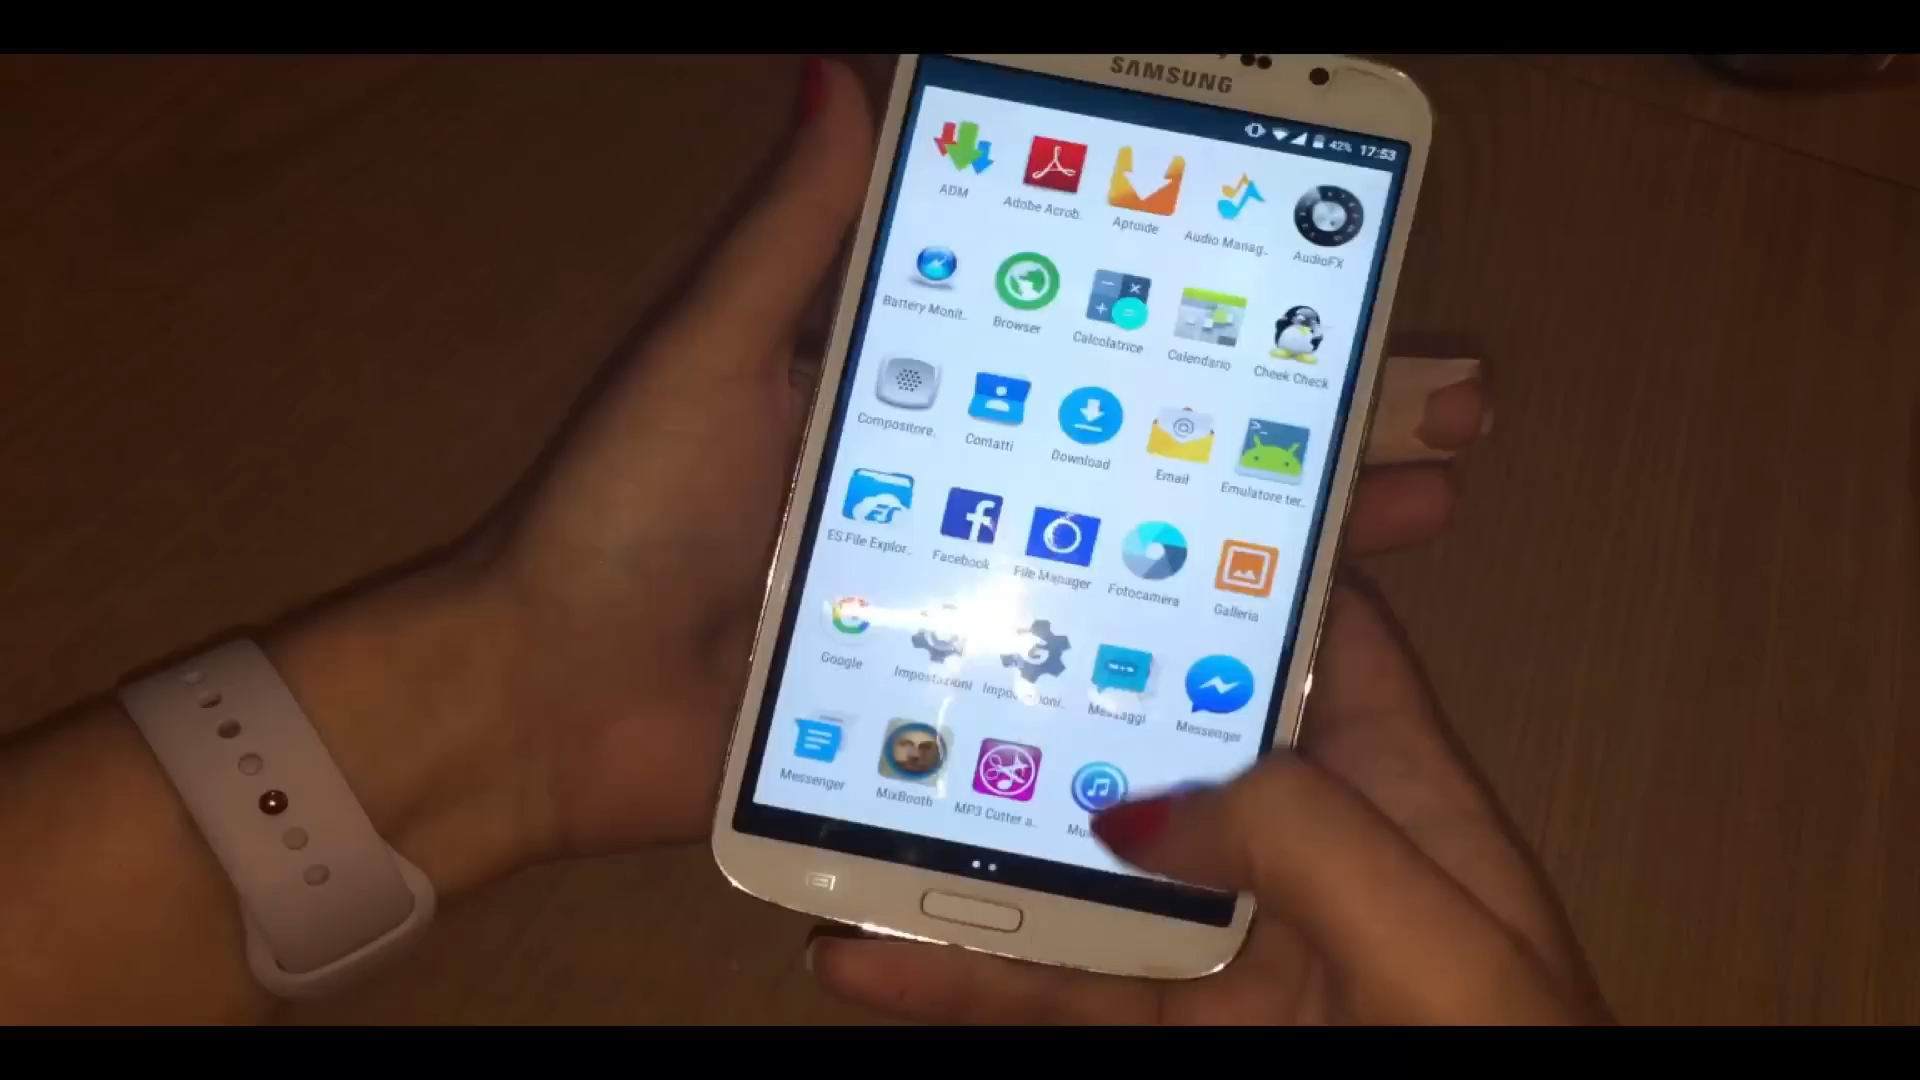 SAMSUNG
42% 17:53
ADM
Adobe Acrob..
Aptoide
Audio Manag..
AudioFX
Battery Monit..
Browser
Calcolatrice
Calendario
Cheek Check
Compositore..
Contatti
Download
Email
Emulatore ter..
ES File Explor..
Facebook
File Manager
Fotocamera
Galleria
Google
Impostazioni
Messaggi
Messenger
Messenger
MixBooth
MP3 Cutter a..